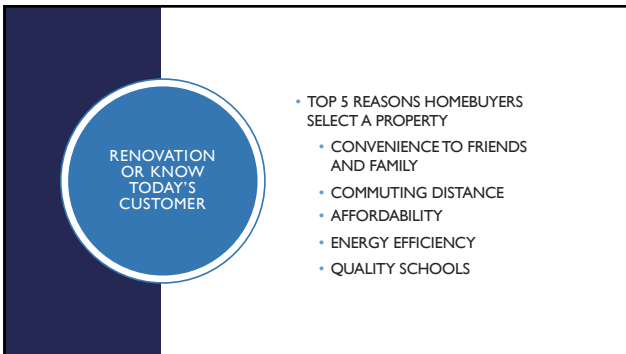 RENOVATION
OR KNOW
TODAY'S
CUSTOMER
• TOP 5 REASONS HOMEBUYERS
SELECT A PROPERTY
• CONVENIENCE TO FRIENDS
AND FAMILY
• COMMUTING DISTANCE
• AFFORDABILITY
• ENERGY EFFICIENCY
• QUALITY SCHOOLS